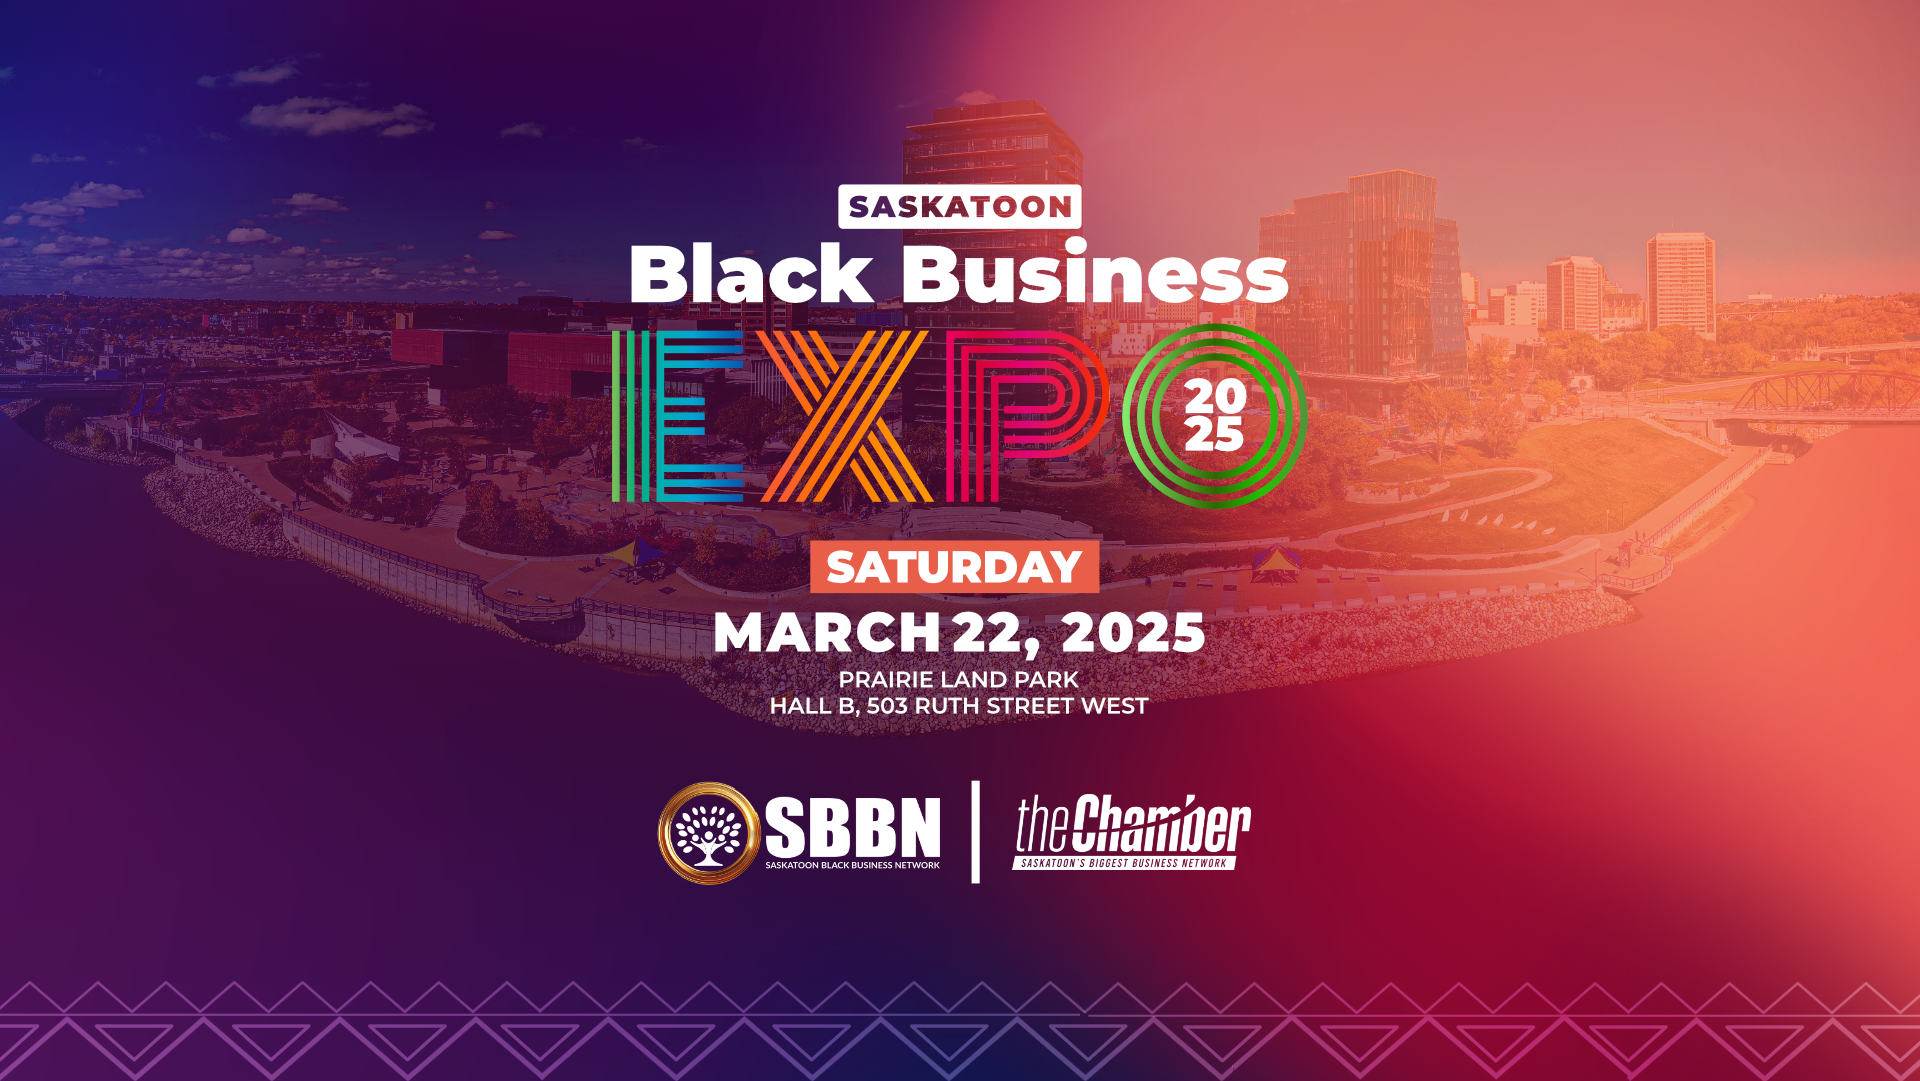 SASKATOON
Black Business
EXPO
20
25
SATURDAY
MARCH 22, 2025
PRAIRIE LAND PARK
HALL B, 503 RUTH STREET WEST
SBBN
SASKATOON BLACK BUSINESS NETWORK
theChamber
SASKATOON'S BIGGEST BUSINESS NETWORK